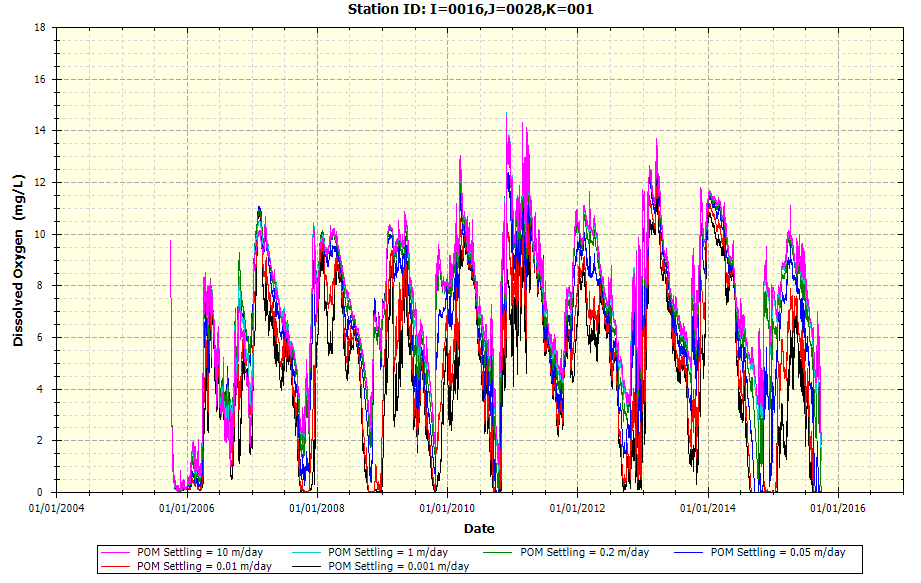 Station ID: I=0016,J=0028,K=001
18
16
14
12
10
8
6
4
2
0
Dissolved Oxygen (mg/L)
01/01/2004 01/01/2006 01/01/2008 01/01/2010 01/01/2012 01/01/2014 01/01/2016
Date
POM Settling = 10 m/day POM Settling = 1 m/day POM Settling = 0.2 m/day POM Settling = 0.05 m/day
POM Settling = 0.01 m/day POM Settling = 0.001 m/day